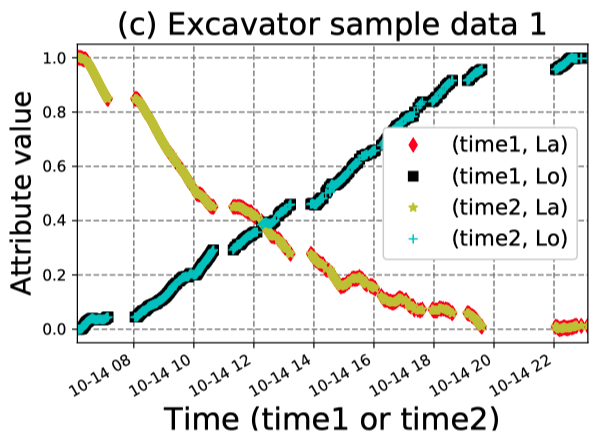 (c) Excavator sample data 1
Attribute value
1.0
0.8
0.6
0.4
0.2
0.0
(time1, La)
(time1, Lo)
(time2, La)
(time2, Lo)
10-14 08
10-14 10
10-14 12
10-14 14
10-14 16
10-14 18
10-14 20
10-14 22
Time (time1 or time2)